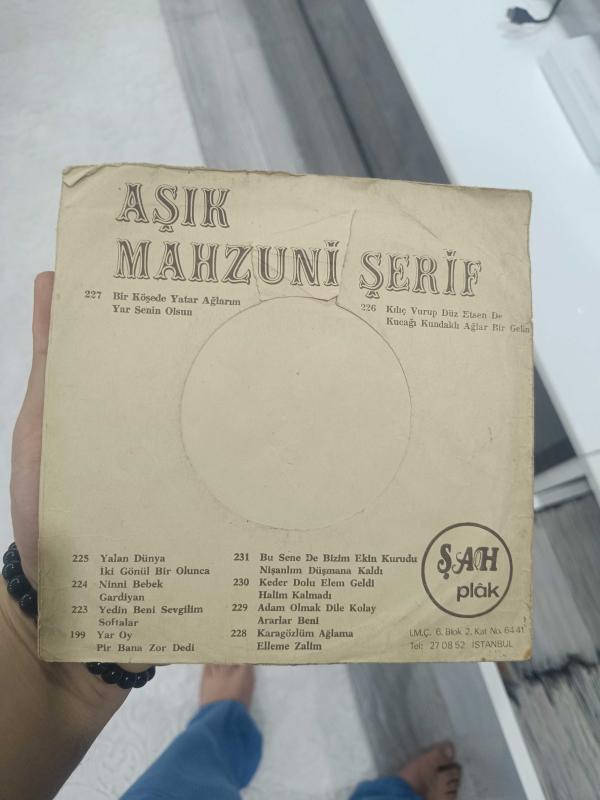 AŞIK
MAHZUNİ ŞERİF
227 Bir Köşede Yatar Ağlarım
Yar Senin Olsun
226 Kılıç Vurup Düz Etsen De
Kucağı Kundaklı Ağlar Bir Gelin
225 Yalan Dünya
İki Gönül Bir Olunca
224 Ninni Bebek
Gardiyan
223 Yedin Beni Sevgilim
Softalar
199 Yar Oy
Pir Bana Zor Dedi
231 Bu Sene De Bizim Ekin Kurudu
Nişanlım Düşmana Kaldı
230 Keder Dolu Elem Geldi
Halim Kalmadı
229 Adam Olmak Dile Kolay
Ararlar Beni
228 Karagözlüm Ağlama
Elleme Zalim
ŞAH
plâk
İ.M.Ç. 6. Blok 2. Kat No. 6441
Tel: 27 08 52 İSTANBUL